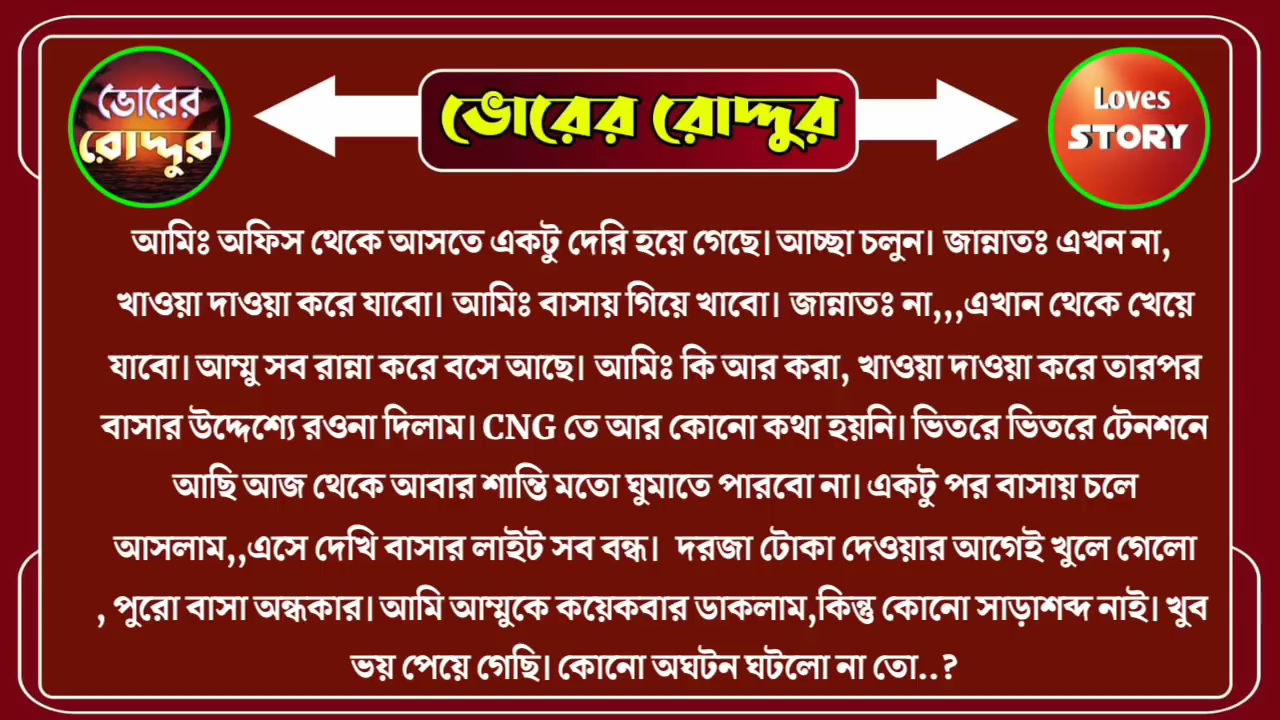 ভোরের
রোদ্দুর
ভোরের রোদ্দুর
Loves
STORY
আমিঃ অফিস থেকে আসতে একটু দেরি হয়ে গেছে। আচ্ছা চলুন। জান্নাতঃ এখন না,
খাওয়া দাওয়া করে যাবো। আমিঃ বাসায় গিয়ে খাবো। জান্নাতঃ না,,,এখান থেকে খেয়ে
যাবো। আম্মু সব রান্না করে বসে আছে। আমিঃ কি আর করা, খাওয়া দাওয়া করে তারপর
বাসার উদ্দেশ্যে রওনা দিলাম। CNG তে আর কোনো কথা হয়নি। ভিতরে ভিতরে টেনশনে
আছি আজ থেকে আবার শান্তি মতো ঘুমাতে পারবো না। একটু পর বাসায় চলে
আসলাম,,এসে দেখি বাসার লাইট সব বন্ধ। দরজা টোকা দেওয়ার আগেই খুলে গেলো
, পুরো বাসা অন্ধকার। আমি আম্মুকে কয়েকবার ডাকলাম,কিন্তু কোনো সাড়াশব্দ নাই। খুব
ভয় পেয়ে গেছি। কোনো অঘটন ঘটলো না তো..?